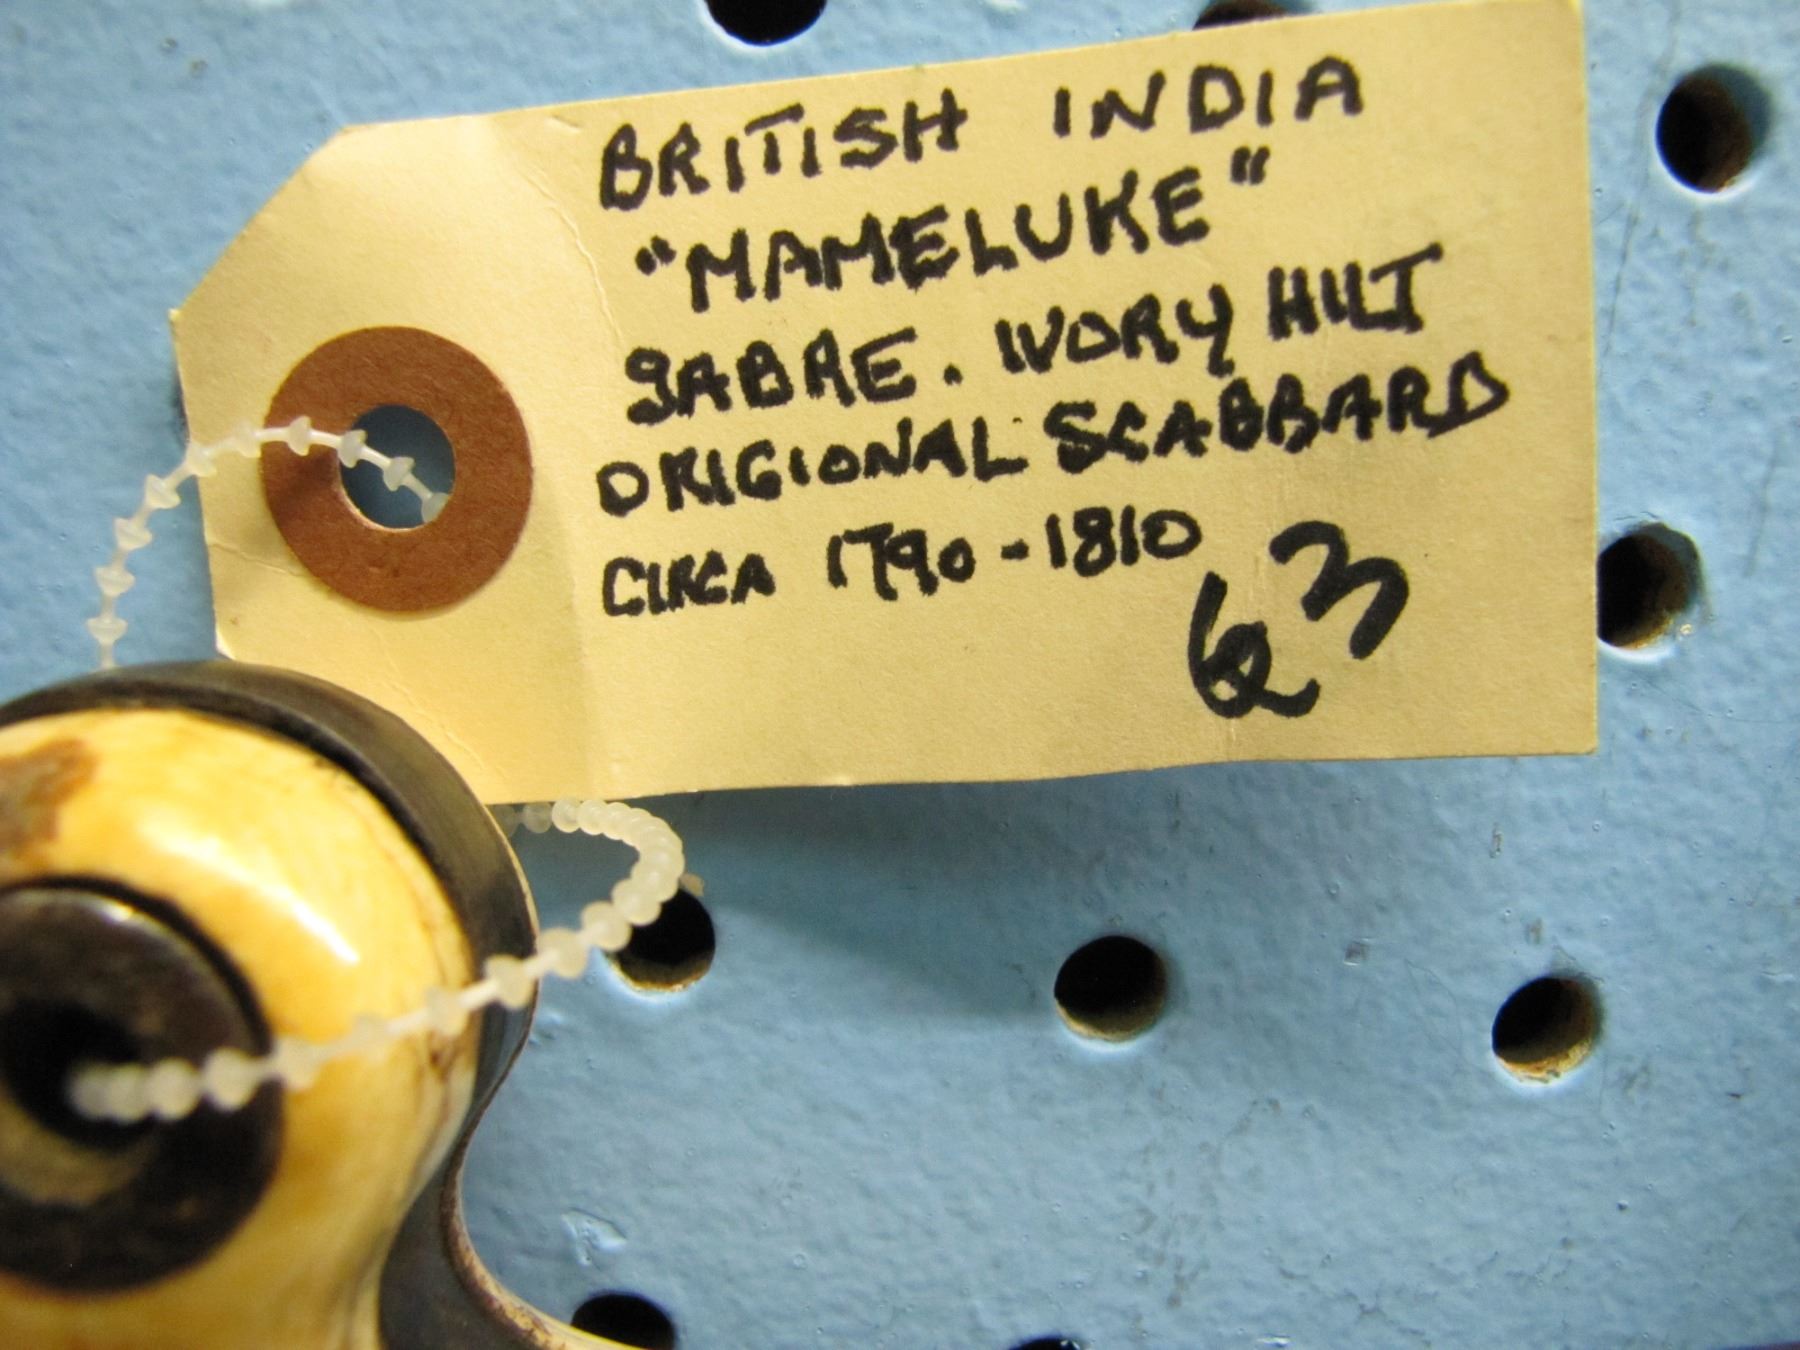 BRITISH INDIA
"MAMELUKE"
SABRE. IVORY HILT
ORIGIONAL SCABBARD
CIRCA 1790-1810
63